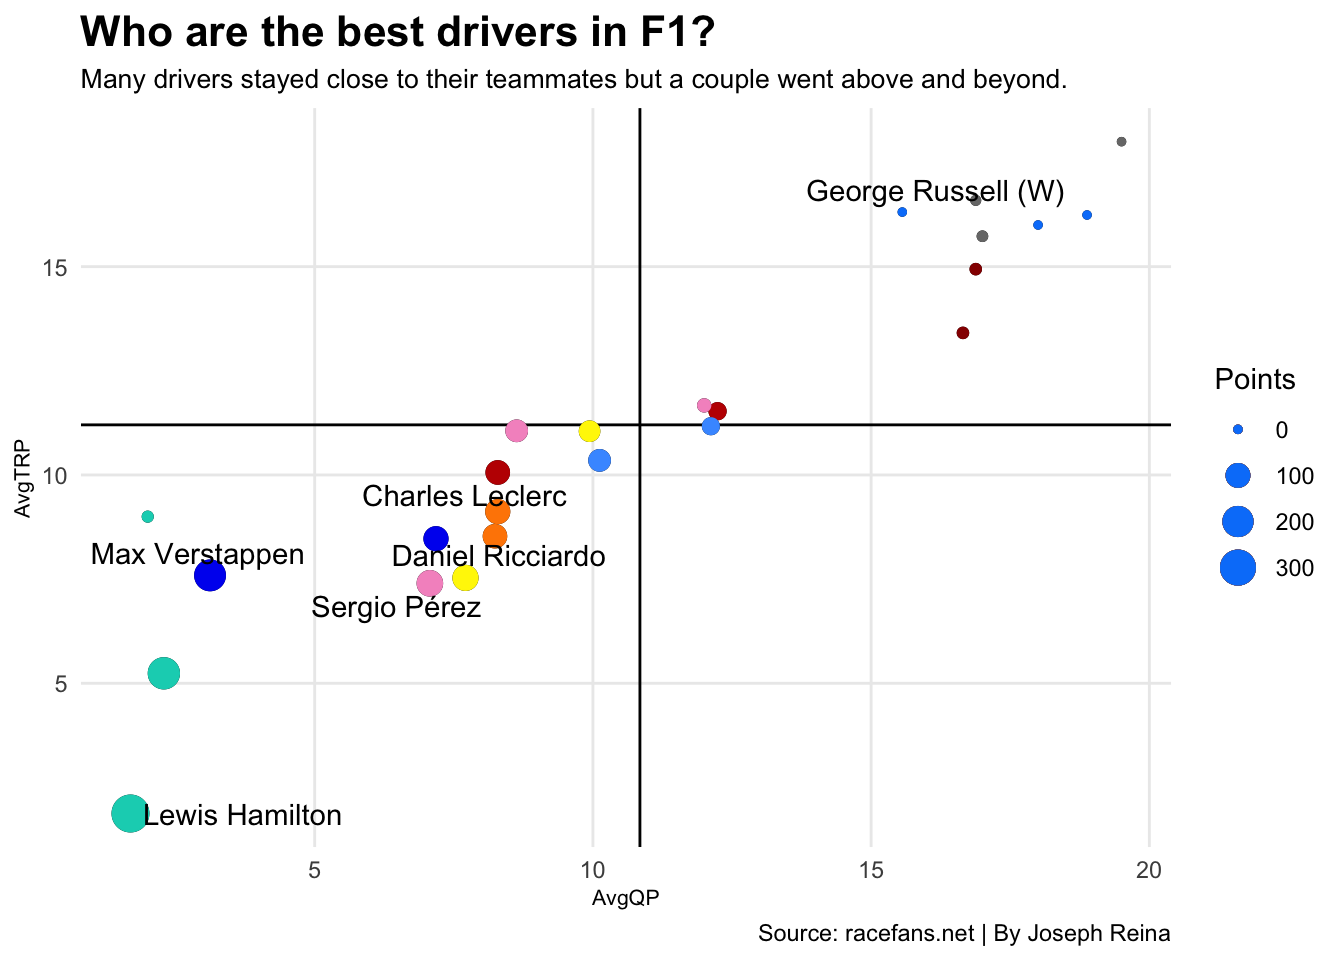 Who are the best drivers in F1?
Many drivers stayed close to their teammates but a couple went above and beyond.
George Russell (W)
15
Points
0
AvgTRP
10
100
Charles Leclerc
200
Max Verstappen
Daniel Ricciardo
300
Sergio Pérez
5
Lewis Hamilton
5
10
15
20
AvgQP
Source: racefans.net | By Joseph Reina